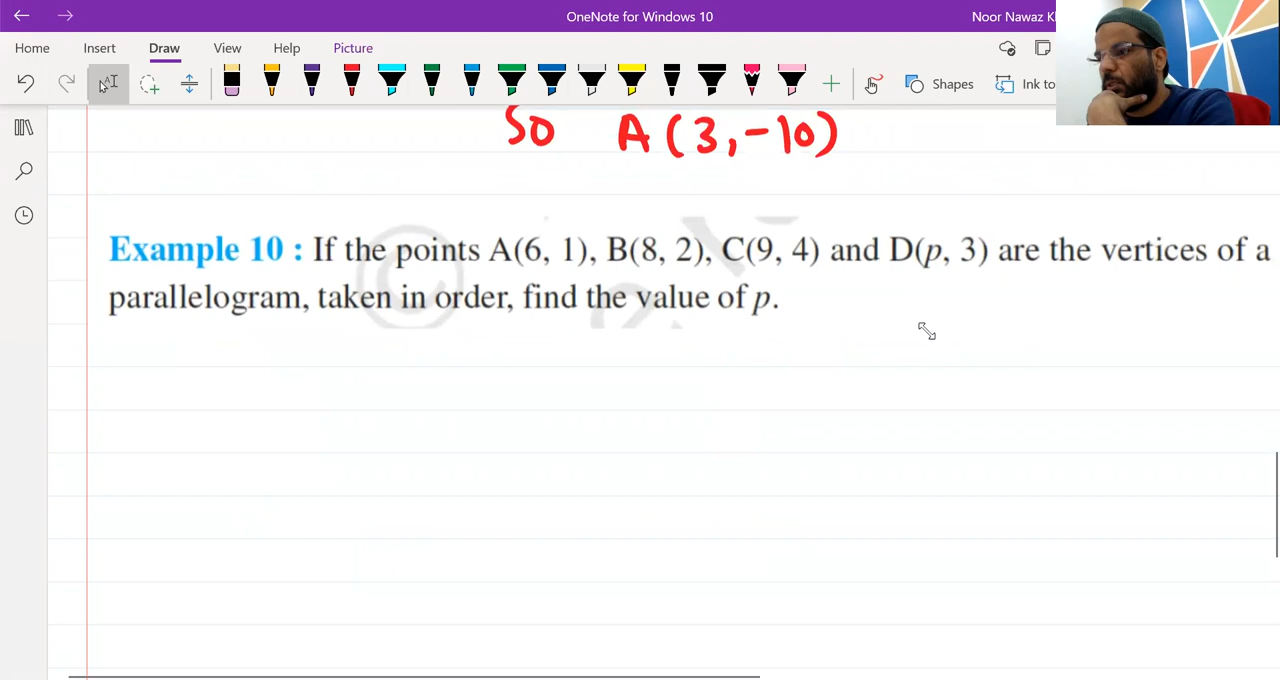 OneNote for Windows 10
Noor Nawaz K
Home Insert Draw View Help Picture
Shapes Ink to
So A (3, -10)
Example 10 : If the points A(6, 1), B(8, 2), C(9, 4) and D(p, 3) are the vertices of a
parallelogram, taken in order, find the value of p.